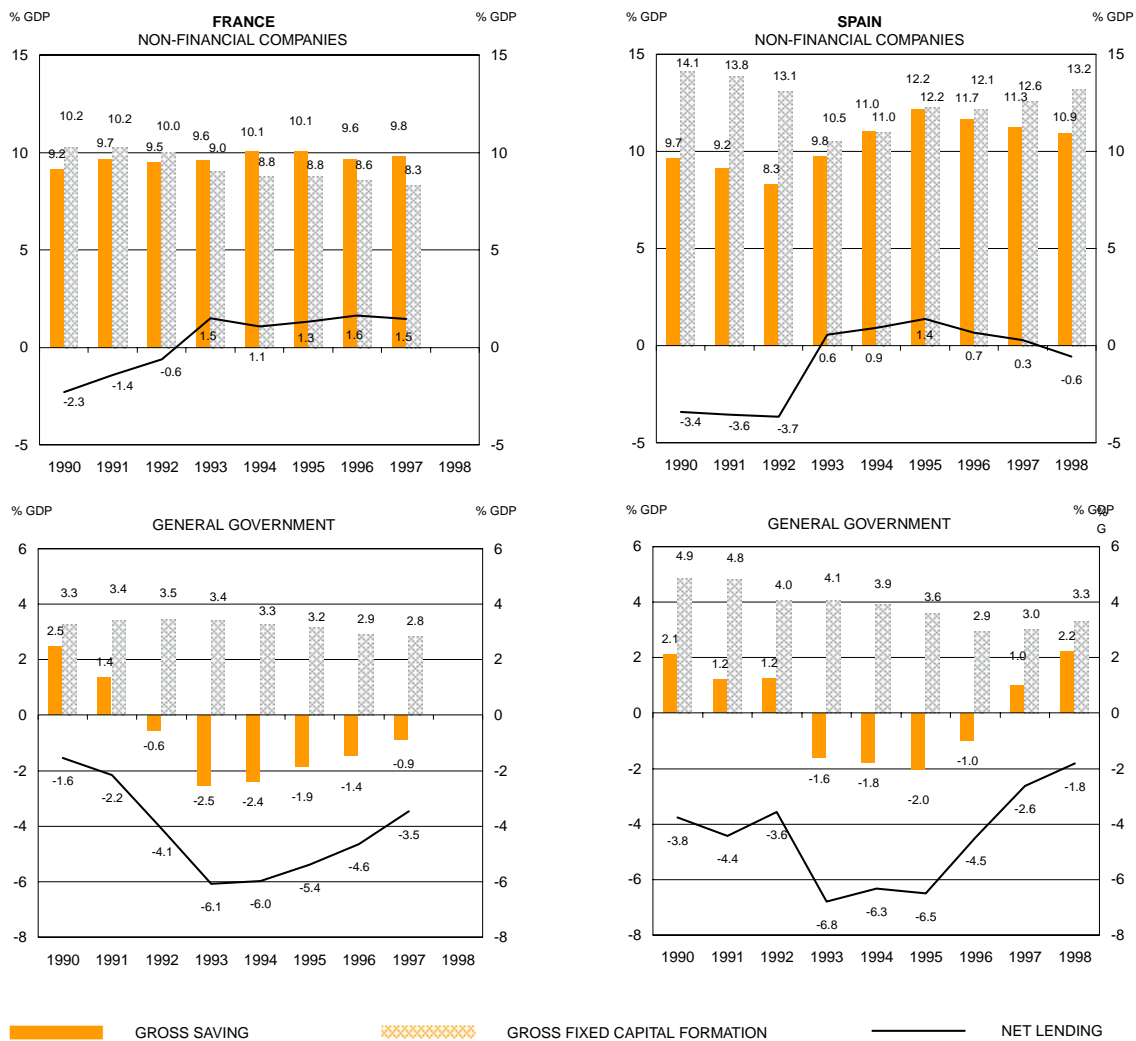 % GDP FRANCE % GDP
NON-FINANCIAL COMPANIES
15 15
10.2 10.2 10.0 9.6 10.1 10.1 9.6 9.8
9.2 9.7 9.5 9.0 8.8 8.8 8.6 8.3
10 10
5 5
0 0
-2.3 -1.4 -0.6 1.5 1.1 1.3 1.6 1.5
-5 -5
1990 1991 1992 1993 1994 1995 1996 1997 1998
% GDP SPAIN % GDP
NON-FINANCIAL COMPANIES
15 15
14.1 13.8 13.1 10.5 11.0 12.2 12.1 12.6 13.2
9.7 9.2 8.3 9.8 11.0 12.2 11.7 11.3 10.9
10 10
5 5
0 0
-3.4 -3.6 -3.7 0.6 0.9 1.4 0.7 0.3 -0.6
-5 -5
1990 1991 1992 1993 1994 1995 1996 1997 1998
% GDP % GDP
GENERAL GOVERNMENT
6 6
4 4
3.3 3.4 3.5 3.4 3.3 3.2 2.9 2.8
2.5 1.4 -0.6 -2.5 -2.4 -1.9 -1.4 -0.9
2 2
0 0
-2 -2
-1.6 -2.2 -4.1 -6.1 -6.0 -5.4 -4.6 -3.5
-4 -4
-6 -6
-8 -8
1990 1991 1992 1993 1994 1995 1996 1997 1998
% GDP % GDP
%
G
GENERAL GOVERNMENT
6 6
4.9 4.8 4.0 4.1 3.9 3.6 2.9 3.0 3.3
4 4
2.1 1.2 1.2 -1.6 -1.8 -2.0 -1.0 1.0 2.2
2 2
0 0
-2 -2
-3.8 -4.4 -3.6 -6.8 -6.3 -6.5 -4.5 -2.6 -1.8
-4 -4
-6 -6
-8 -8
1990 1991 1992 1993 1994 1995 1996 1997 1998
GROSS SAVING GROSS FIXED CAPITAL FORMATION NET LENDING